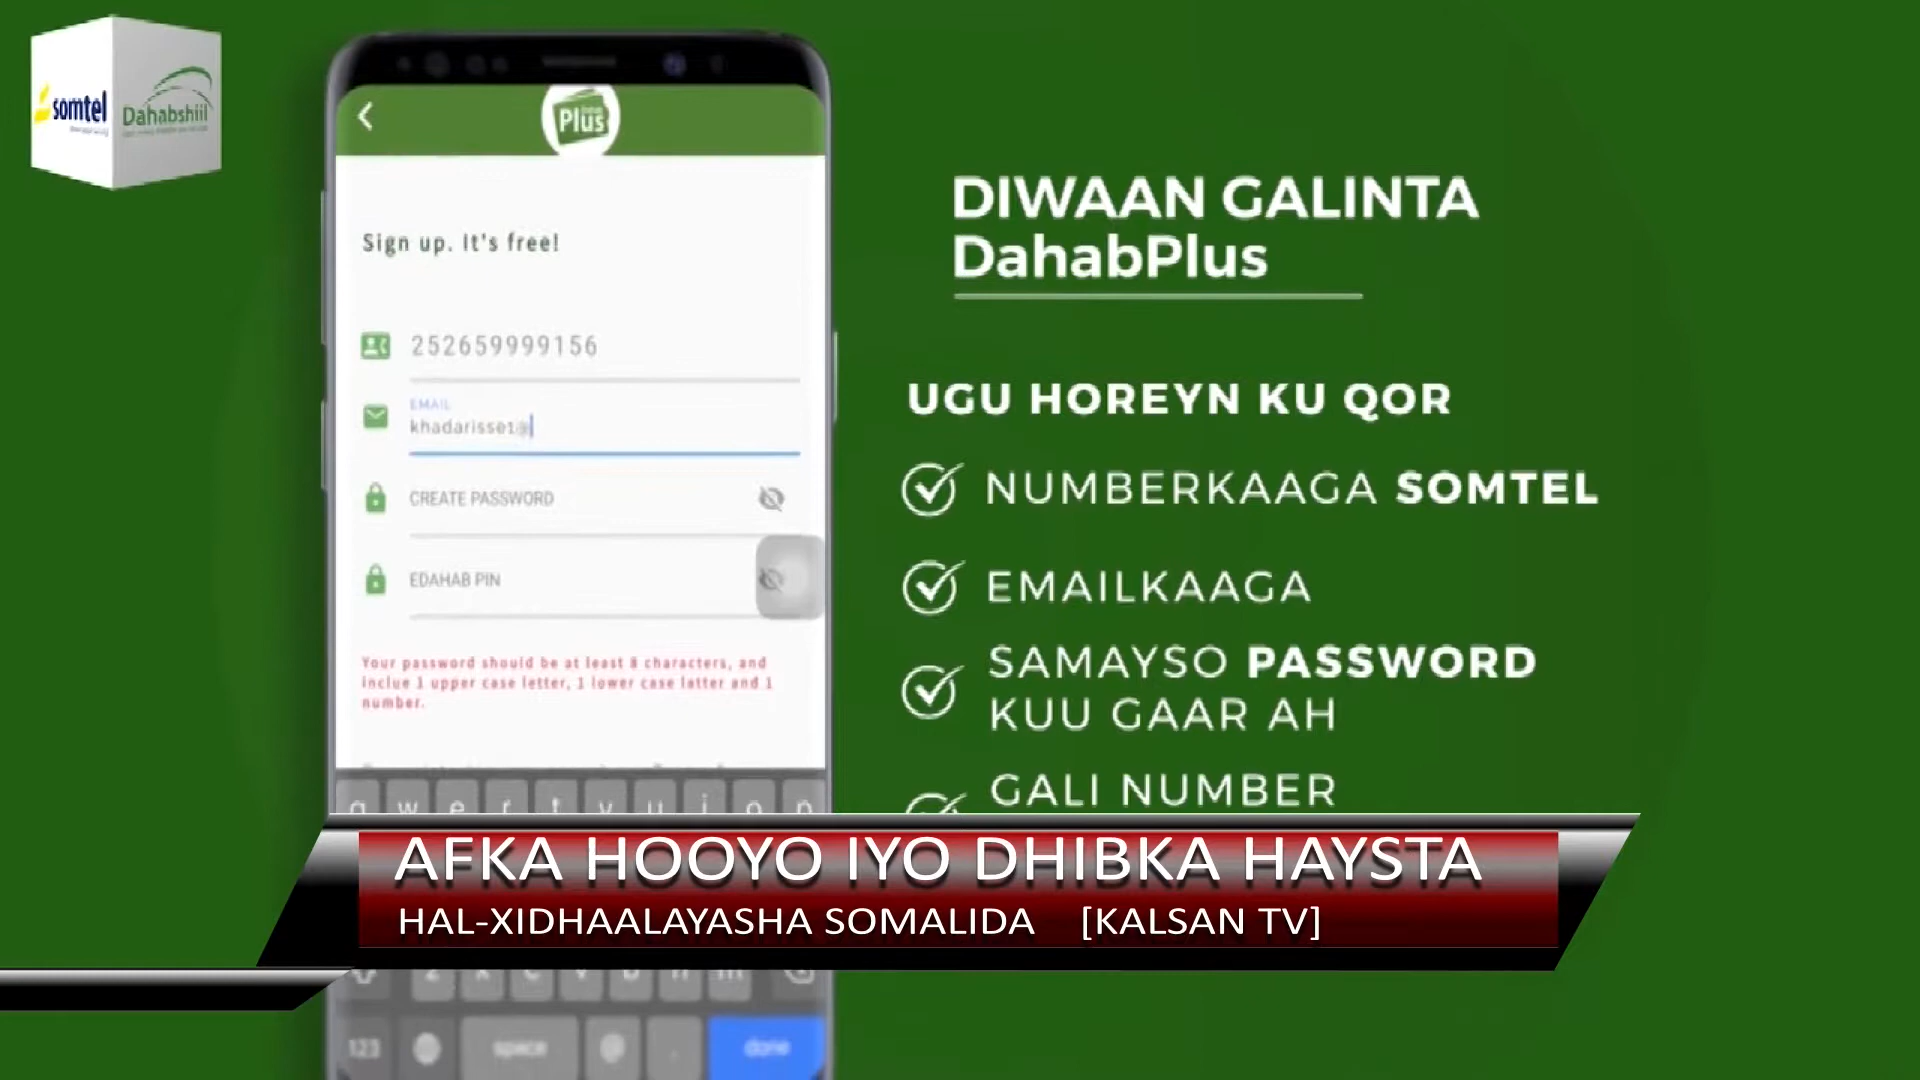 somtel
Dahabshiil
Plus
Sign up. It's free!
252659999156
EMAIL
khadarisse1@
CREATE PASSWORD
EDAHAB PIN
Your password should be at least 8 characters, and
inclue 1 upper case letter, 1 lower case latter and 1
number.
DIWAAN GALINTA
DahabPlus
UGU HOREYN KU QOR
NUMBERKAAGA SOMTEL
EMAILKAAGA
SAMAYSO PASSWORD
KUU GAAR AH
GALI NUMBER
q w e r t y u i o p
AFKA HOOYO IYO DHIBKA HAYSTA
HAL-XIDHAALAYASHA SOMALIDA [KALSAN TV]
z x c v b n m
123 space @ . done